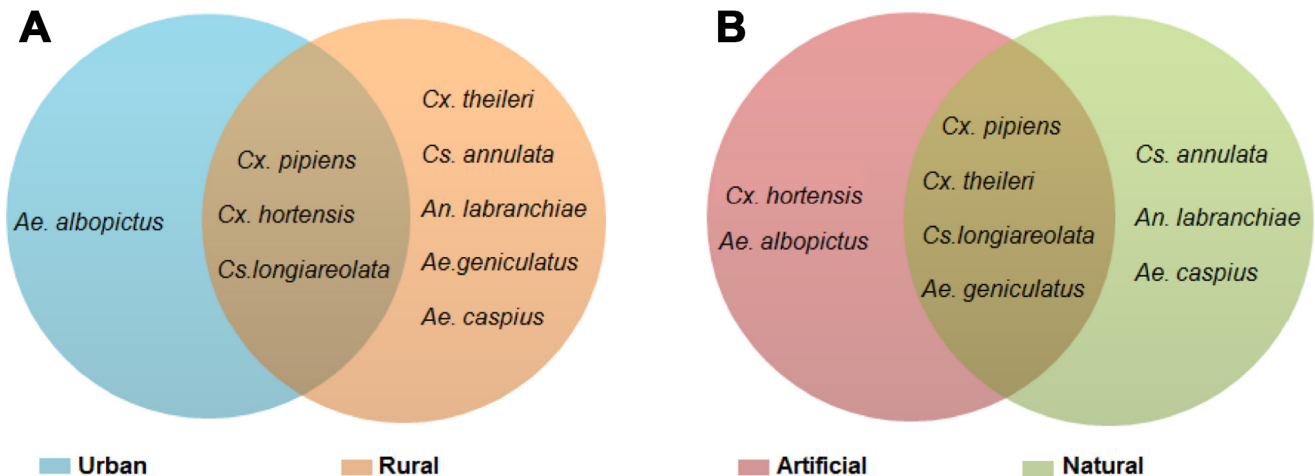 A
Cx. theileri
Cs. annulata
Cx. pipiens
An. labranchiae
Cx. hortensis
Ae. albopictus
Ae.geniculatus
Cs.longiareolata
Ae. caspius
Urban
Rural
B
Cx. pipiens
Cs. annulata
Cx. theileri
Cx. hortensis
An. labranchiae
Cs.longiareolata
Ae. albopictus
Ae. caspius
Ae. geniculatus
Artificial
Natural